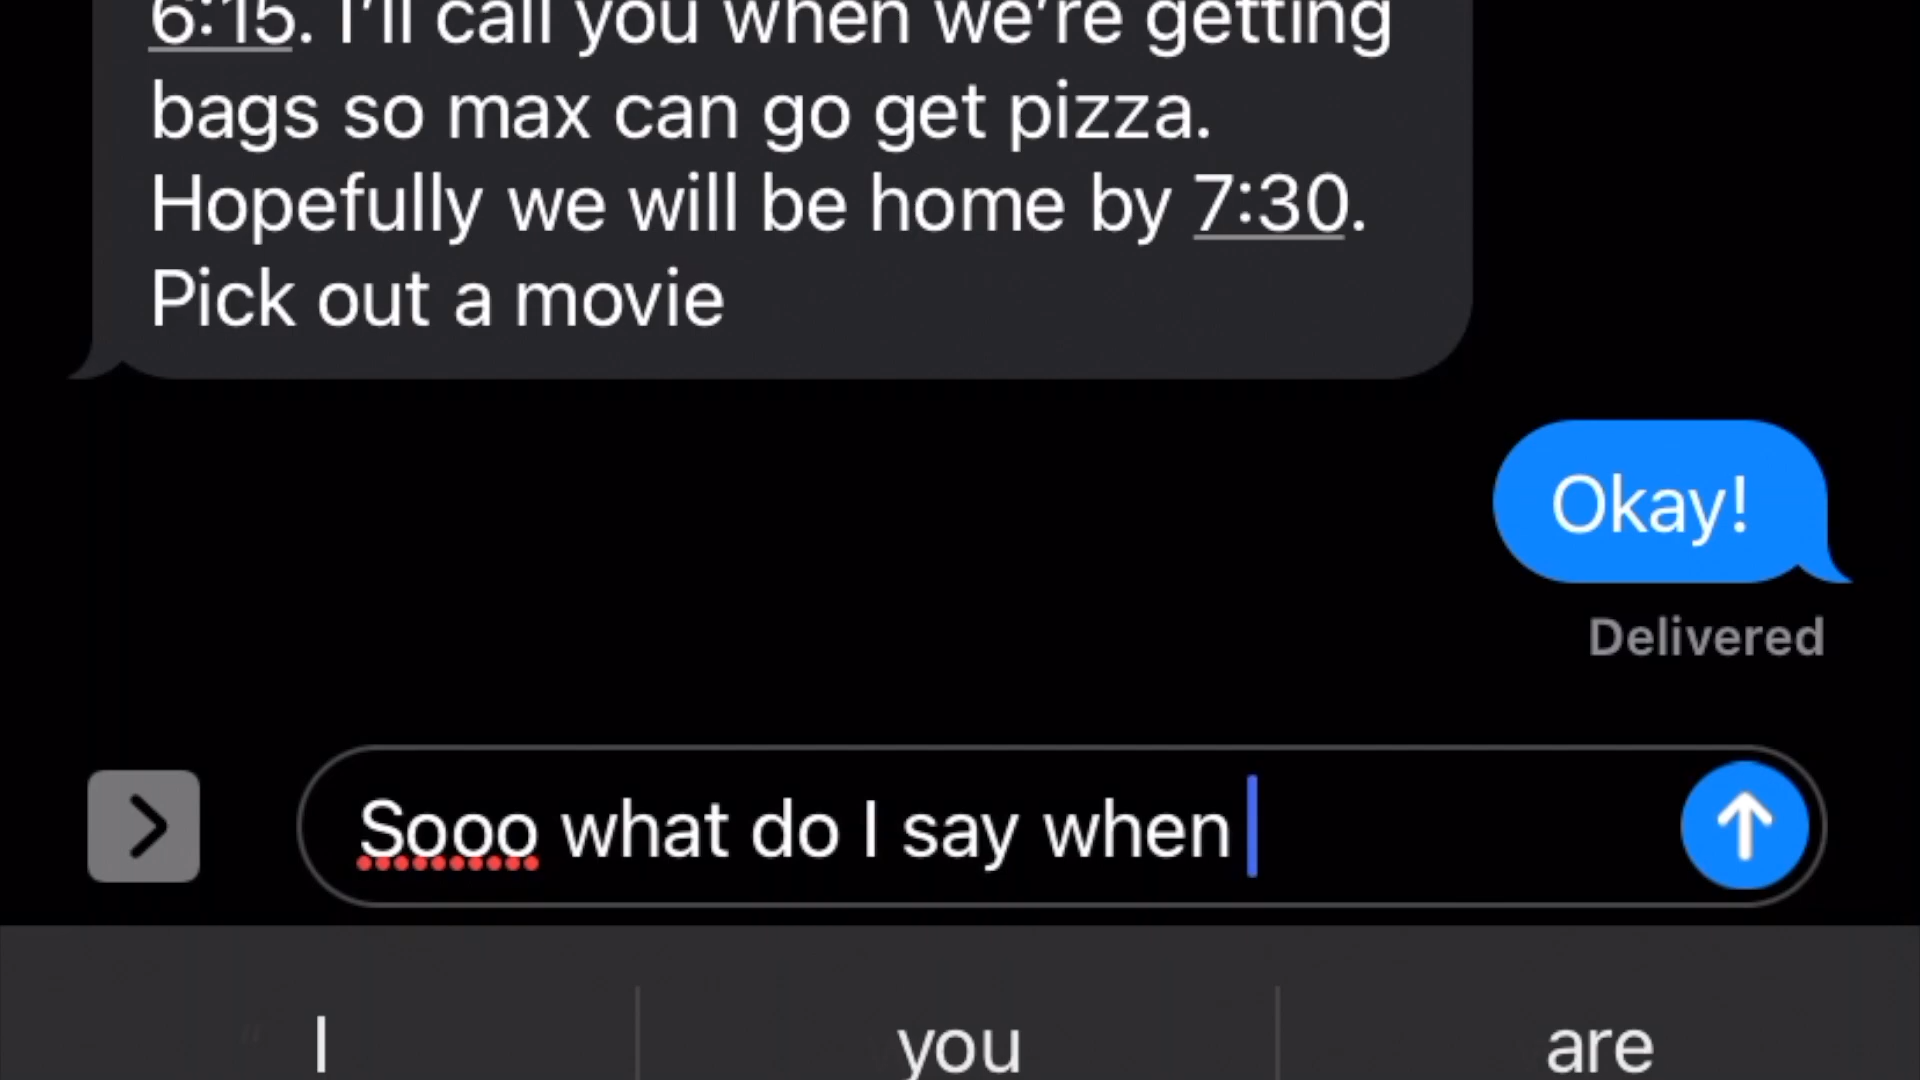 6:15. I'll call you when we're getting
bags so max can go get pizza.
Hopefully we will be home by 7:30.
Pick out a movie
Okay!
Delivered
Sooo what do I say when
I you are